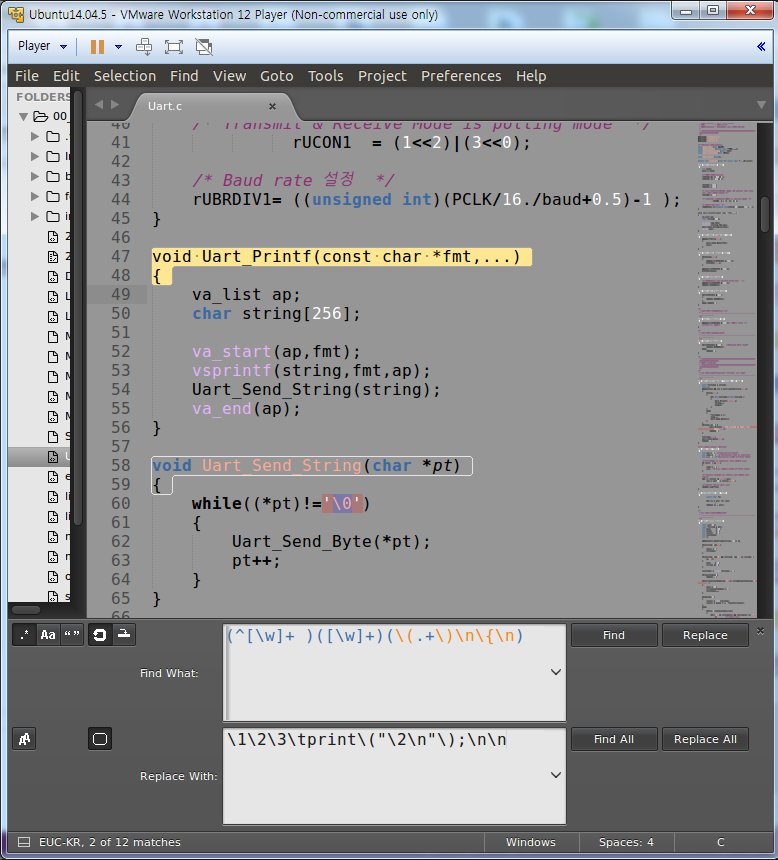 Ubuntu14.04.5 - VMware Workstation 12 Player (Non-commercial use only)
Player
File Edit Selection Find View Goto Tools Project Preferences Help
FOLDERS
Uart.c
00_
40 /* Transmit & Receive Mode is polling mode */
41 rUCON1 = (1<<2)|(3<<0);
42
43 /* Baud rate 설정 */
44 rUBRDIV1= ((unsigned int)(PCLK/16./baud+0.5)-1 );
45 }
46
47 void Uart_Printf(const char *fmt,...)
48 {
49 va_list ap;
50 char string[256];
51
52 va_start(ap,fmt);
53 vsprintf(string,fmt,ap);
54 Uart_Send_String(string);
55 va_end(ap);
56 }
57
58 void Uart_Send_String(char *pt)
59 {
60 while((*pt)!='\0')
61 {
62 Uart_Send_Byte(*pt);
63 pt++;
64 }
65 }
66
.* Aa “ ”
Find What:
(^[\w]+ )([\w]+)(\(.+\)\n\{\n)
Find
Replace
Replace With:
\1\2\3\tprint\("\2\n"\);\n\n
Find All
Replace All
EUC-KR, 2 of 12 matches
Windows
Spaces: 4
C